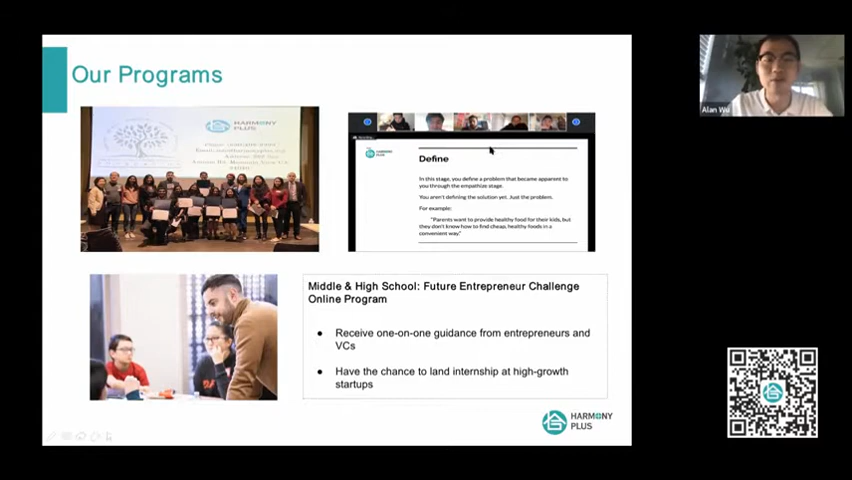 Our Programs
HARMONY
PLUS
HARMONY
PLUS
Define
In this stage, you define a problem that became apparent to
you through the empathize stage.
You aren't defining the solution yet. Just the problem.
For example:
"Parents want to provide healthy food for their kids, but
they don't know how to find cheap, healthy foods in a
convenient way."
Middle & High School: Future Entrepreneur Challenge
Online Program
● Receive one-on-one guidance from entrepreneurs and
VCs
● Have the chance to land internship at high-growth
startups
HARMONY
PLUS
Alan